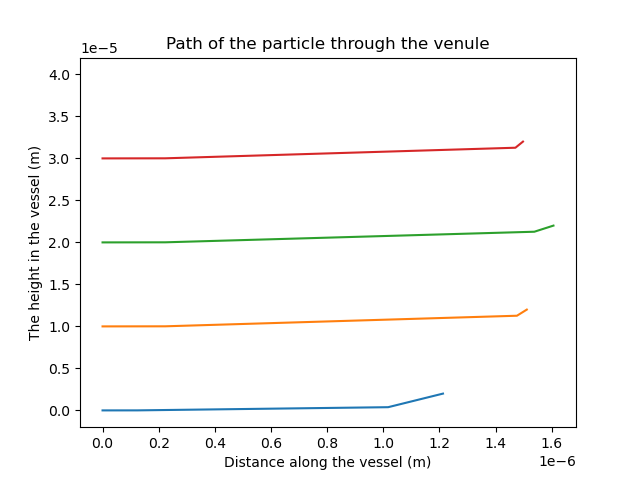 Path of the particle through the venule
1e−5
4.0
3.5
3.0
2.5
2.0
1.5
1.0
0.5
0.0
The height in the vessel (m)
0.0 0.2 0.4 0.6 0.8 1.0 1.2 1.4 1.6
Distance along the vessel (m)
1e−6